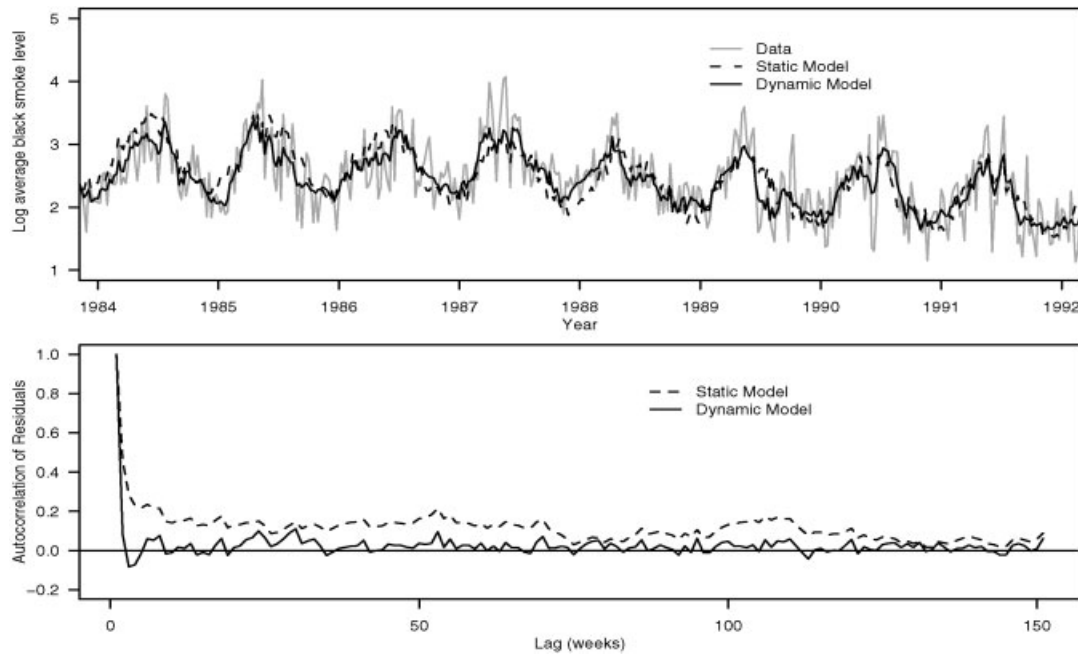 Log average black smoke level
5
4
3
2
1
Data
Static Model
Dynamic Model
1984 1985 1986 1987 1988 1989 1990 1991 1992
Year
Autocorrelation of Residuals
1.0
0.8
0.6
0.4
0.2
0.0
−0.2
Static Model
Dynamic Model
0 50 100 150
Lag (weeks)